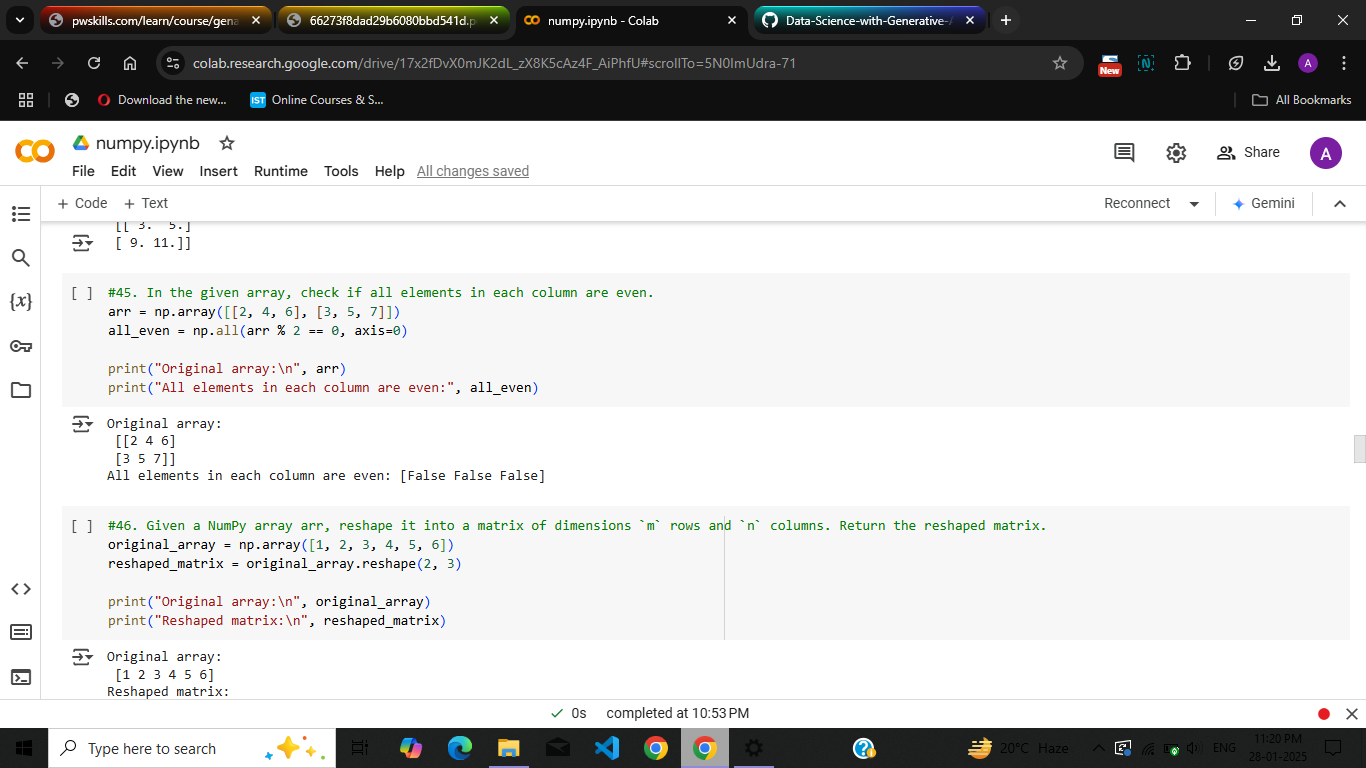 pwskills.com/learn/course/gena
66273f8dad29b6080bbd541d.p
numpy.ipynb - Colab
Data-Science-with-Generative-
colab.research.google.com/drive/17x2fDvX0mJK2dL_zX8K5cAz4F_AiPhfU#scrollTo=5N0ImUdra-71
New
N
A
Download the new...
IST
Online Courses & S...
All Bookmarks
numpy.ipynb
File Edit View Insert Runtime Tools Help All changes saved
Share
A
+ Code + Text
Reconnect
Gemini
[[ 3.  5.]
[ 9. 11.]]
[ ] #45. In the given array, check if all elements in each column are even.
arr = np.array([[2, 4, 6], [3, 5, 7]])
all_even = np.all(arr % 2 == 0, axis=0)
print("Original array:\n", arr)
print("All elements in each column are even:", all_even)
Original array:
[[2 4 6]
[3 5 7]]
All elements in each column are even: [False False False]
[ ] #46. Given a NumPy array arr, reshape it into a matrix of dimensions `m` rows and `n` columns. Return the reshaped matrix.
original_array = np.array([1, 2, 3, 4, 5, 6])
reshaped_matrix = original_array.reshape(2, 3)
print("Original array:\n", original_array)
print("Reshaped matrix:\n", reshaped_matrix)
Original array:
[1 2 3 4 5 6]
Reshaped matrix:
0s completed at 10:53 PM
Type here to search
20°C Haze
ENG
11:20 PM
28-01-2025